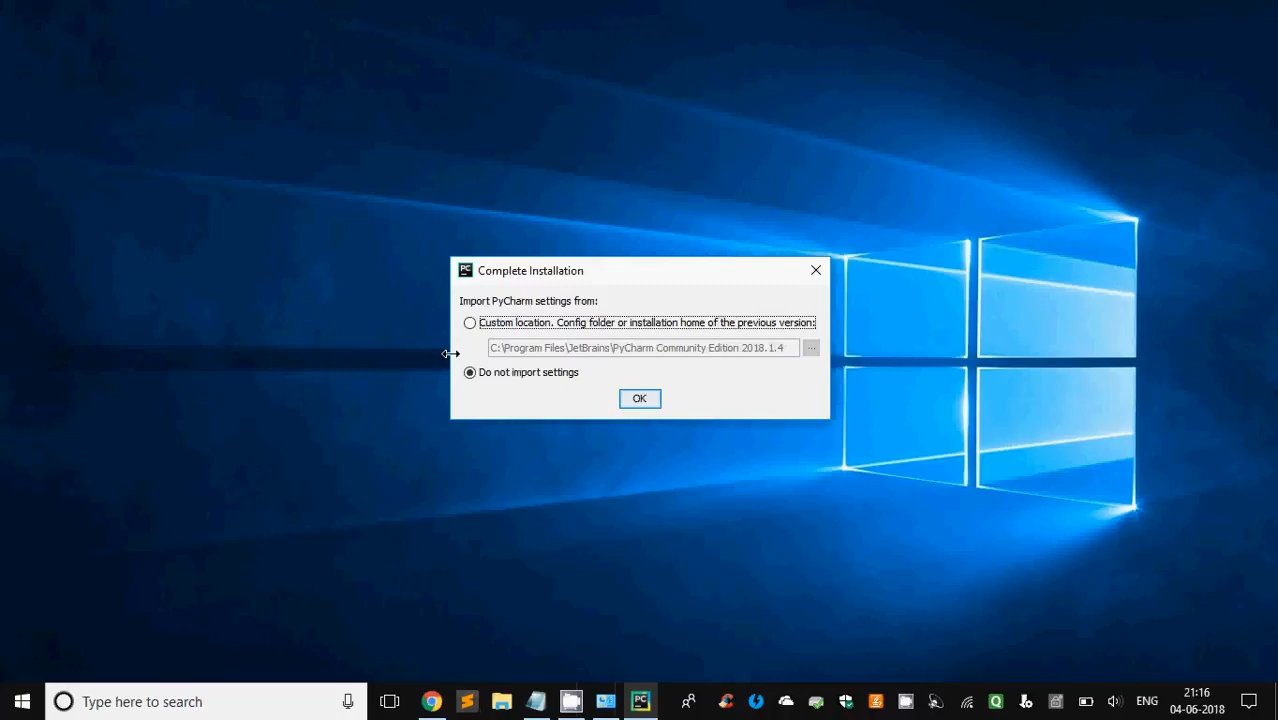 PC Complete Installation
Import PyCharm settings from:
Custom location. Config folder or installation home of the previous version:
C:\Program Files\JetBrains\PyCharm Community Edition 2018.1.4
...
Do not import settings
OK
Type here to search
PC
Q
ENG
21:16
04-06-2018